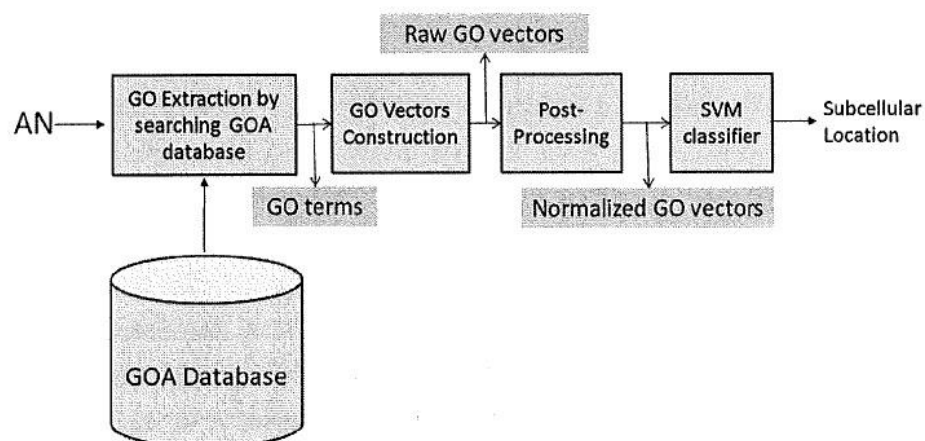 Raw GO vectors
AN
GO Extraction by
searching GOA
database
GO Vectors
Construction
Post-
Processing
SVM
classifier
Subcellular
Location
GO terms
Normalized GO vectors
GOA Database